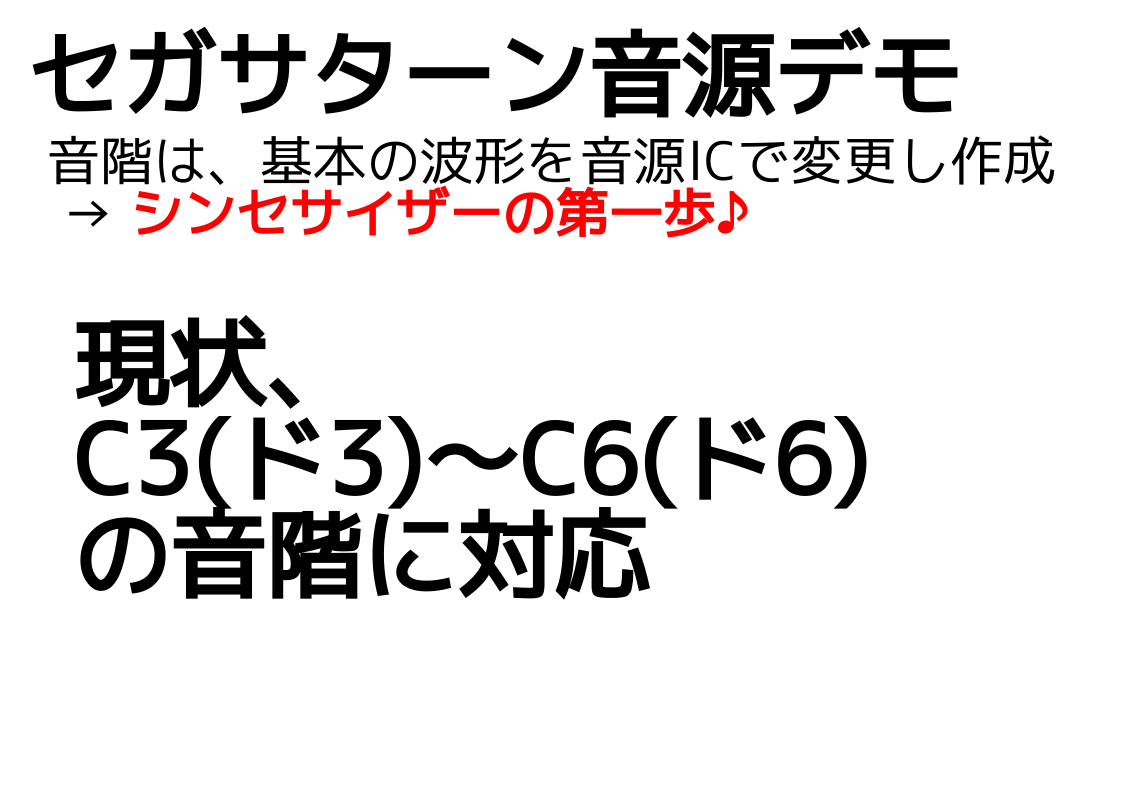 セガサターン音源デモ
音階は、基本の波形を音源ICで変更し作成
→ シンセサイザーの第一歩♪
現状、
C3(ド3)～C6(ド6)
の音階に対応